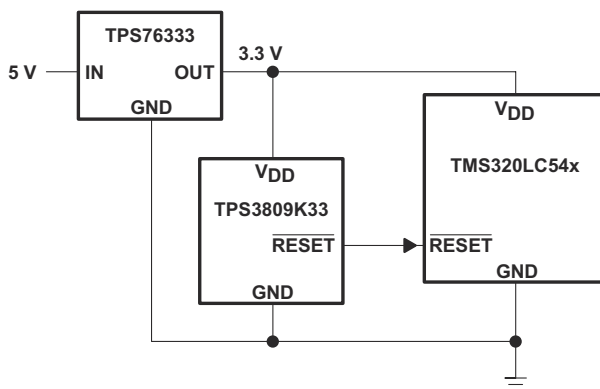 TPS76333
5 V
IN
OUT
3.3 V
GND
VDD
TPS3809K33
RESET
GND
VDD
TMS320LC54x
RESET
GND